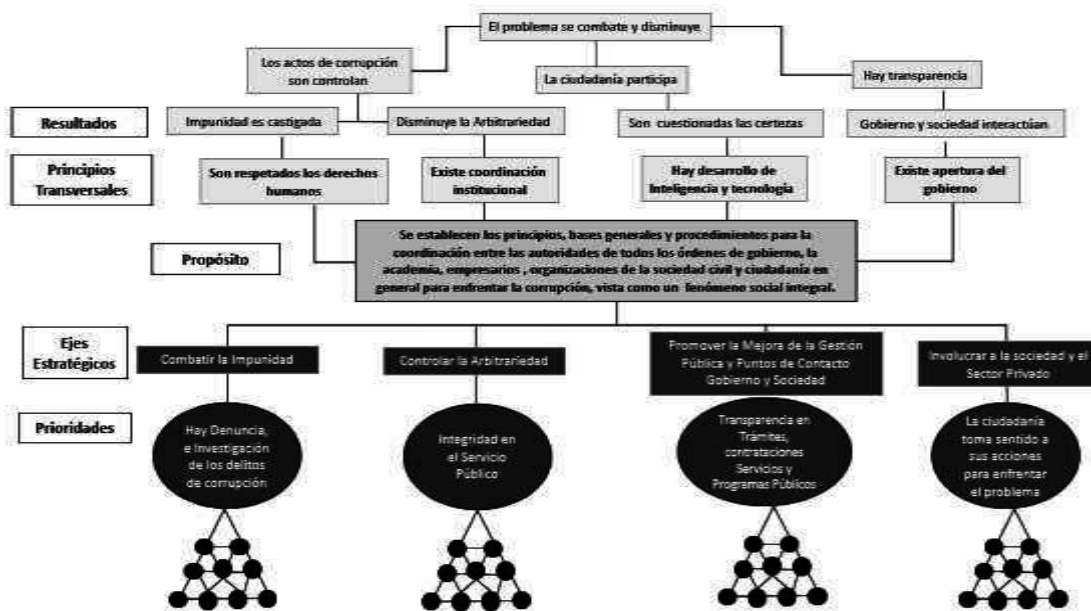 El problema se combate y disminuye
Los actos de corrupción
son controlan
La ciudadanía participa
Hay transparencia
Resultados
Impunidad es castigada
Disminuye la Arbitrariedad
Son cuestionadas las certezas
Gobierno y sociedad interactúan
Principios
Transversales
Son respetados los derechos
humanos
Existe coordinación
institucional
Hay desarrollo de
Inteligencia y tecnología
Existe apertura del
gobierno
Propósito
Se establecen los principios, bases generales y procedimientos para la
coordinación entre las autoridades de todos los órdenes de gobierno, la
academia, empresarios , organizaciones de la sociedad civil y ciudadanía en
general para enfrentar la corrupción, vista como un fenómeno social integral.
Ejes
Estratégicos
Combatir la Impunidad
Controlar la Arbitrariedad
Promover la Mejora de la Gestión
Pública y Puntos de Contacto
Gobierno y Sociedad
Involucrar a la sociedad y el
Sector Privado
Prioridades
Hay Denuncia,
e Investigación
de los delitos
de corrupción
Integridad en
el Servicio
Público
Transparencia en
Trámites,
contrataciones
Servicios y
Programas Públicos
La ciudadanía
toma sentido a
sus acciones
para enfrentar
el problema